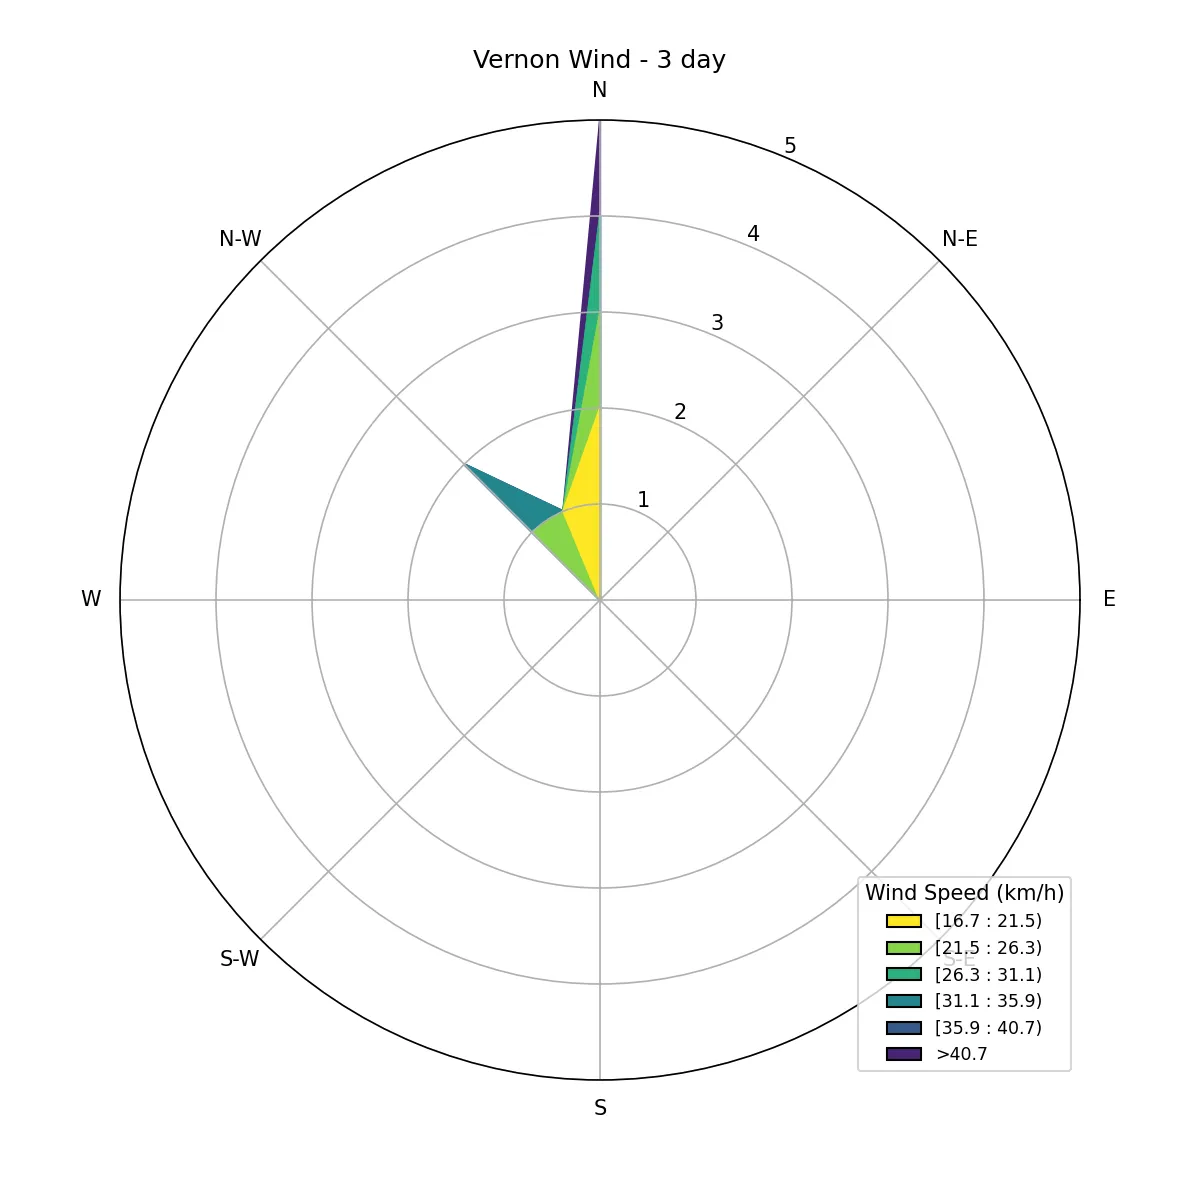 Vernon Wind - 3 day
N
5
4
N-W
N-E
3
2
1
W
E
Wind Speed (km/h)
[16.7 : 21.5)
[21.5 : 26.3)
S-W
S-E
[26.3 : 31.1)
[31.1 : 35.9)
[35.9 : 40.7)
>40.7
S